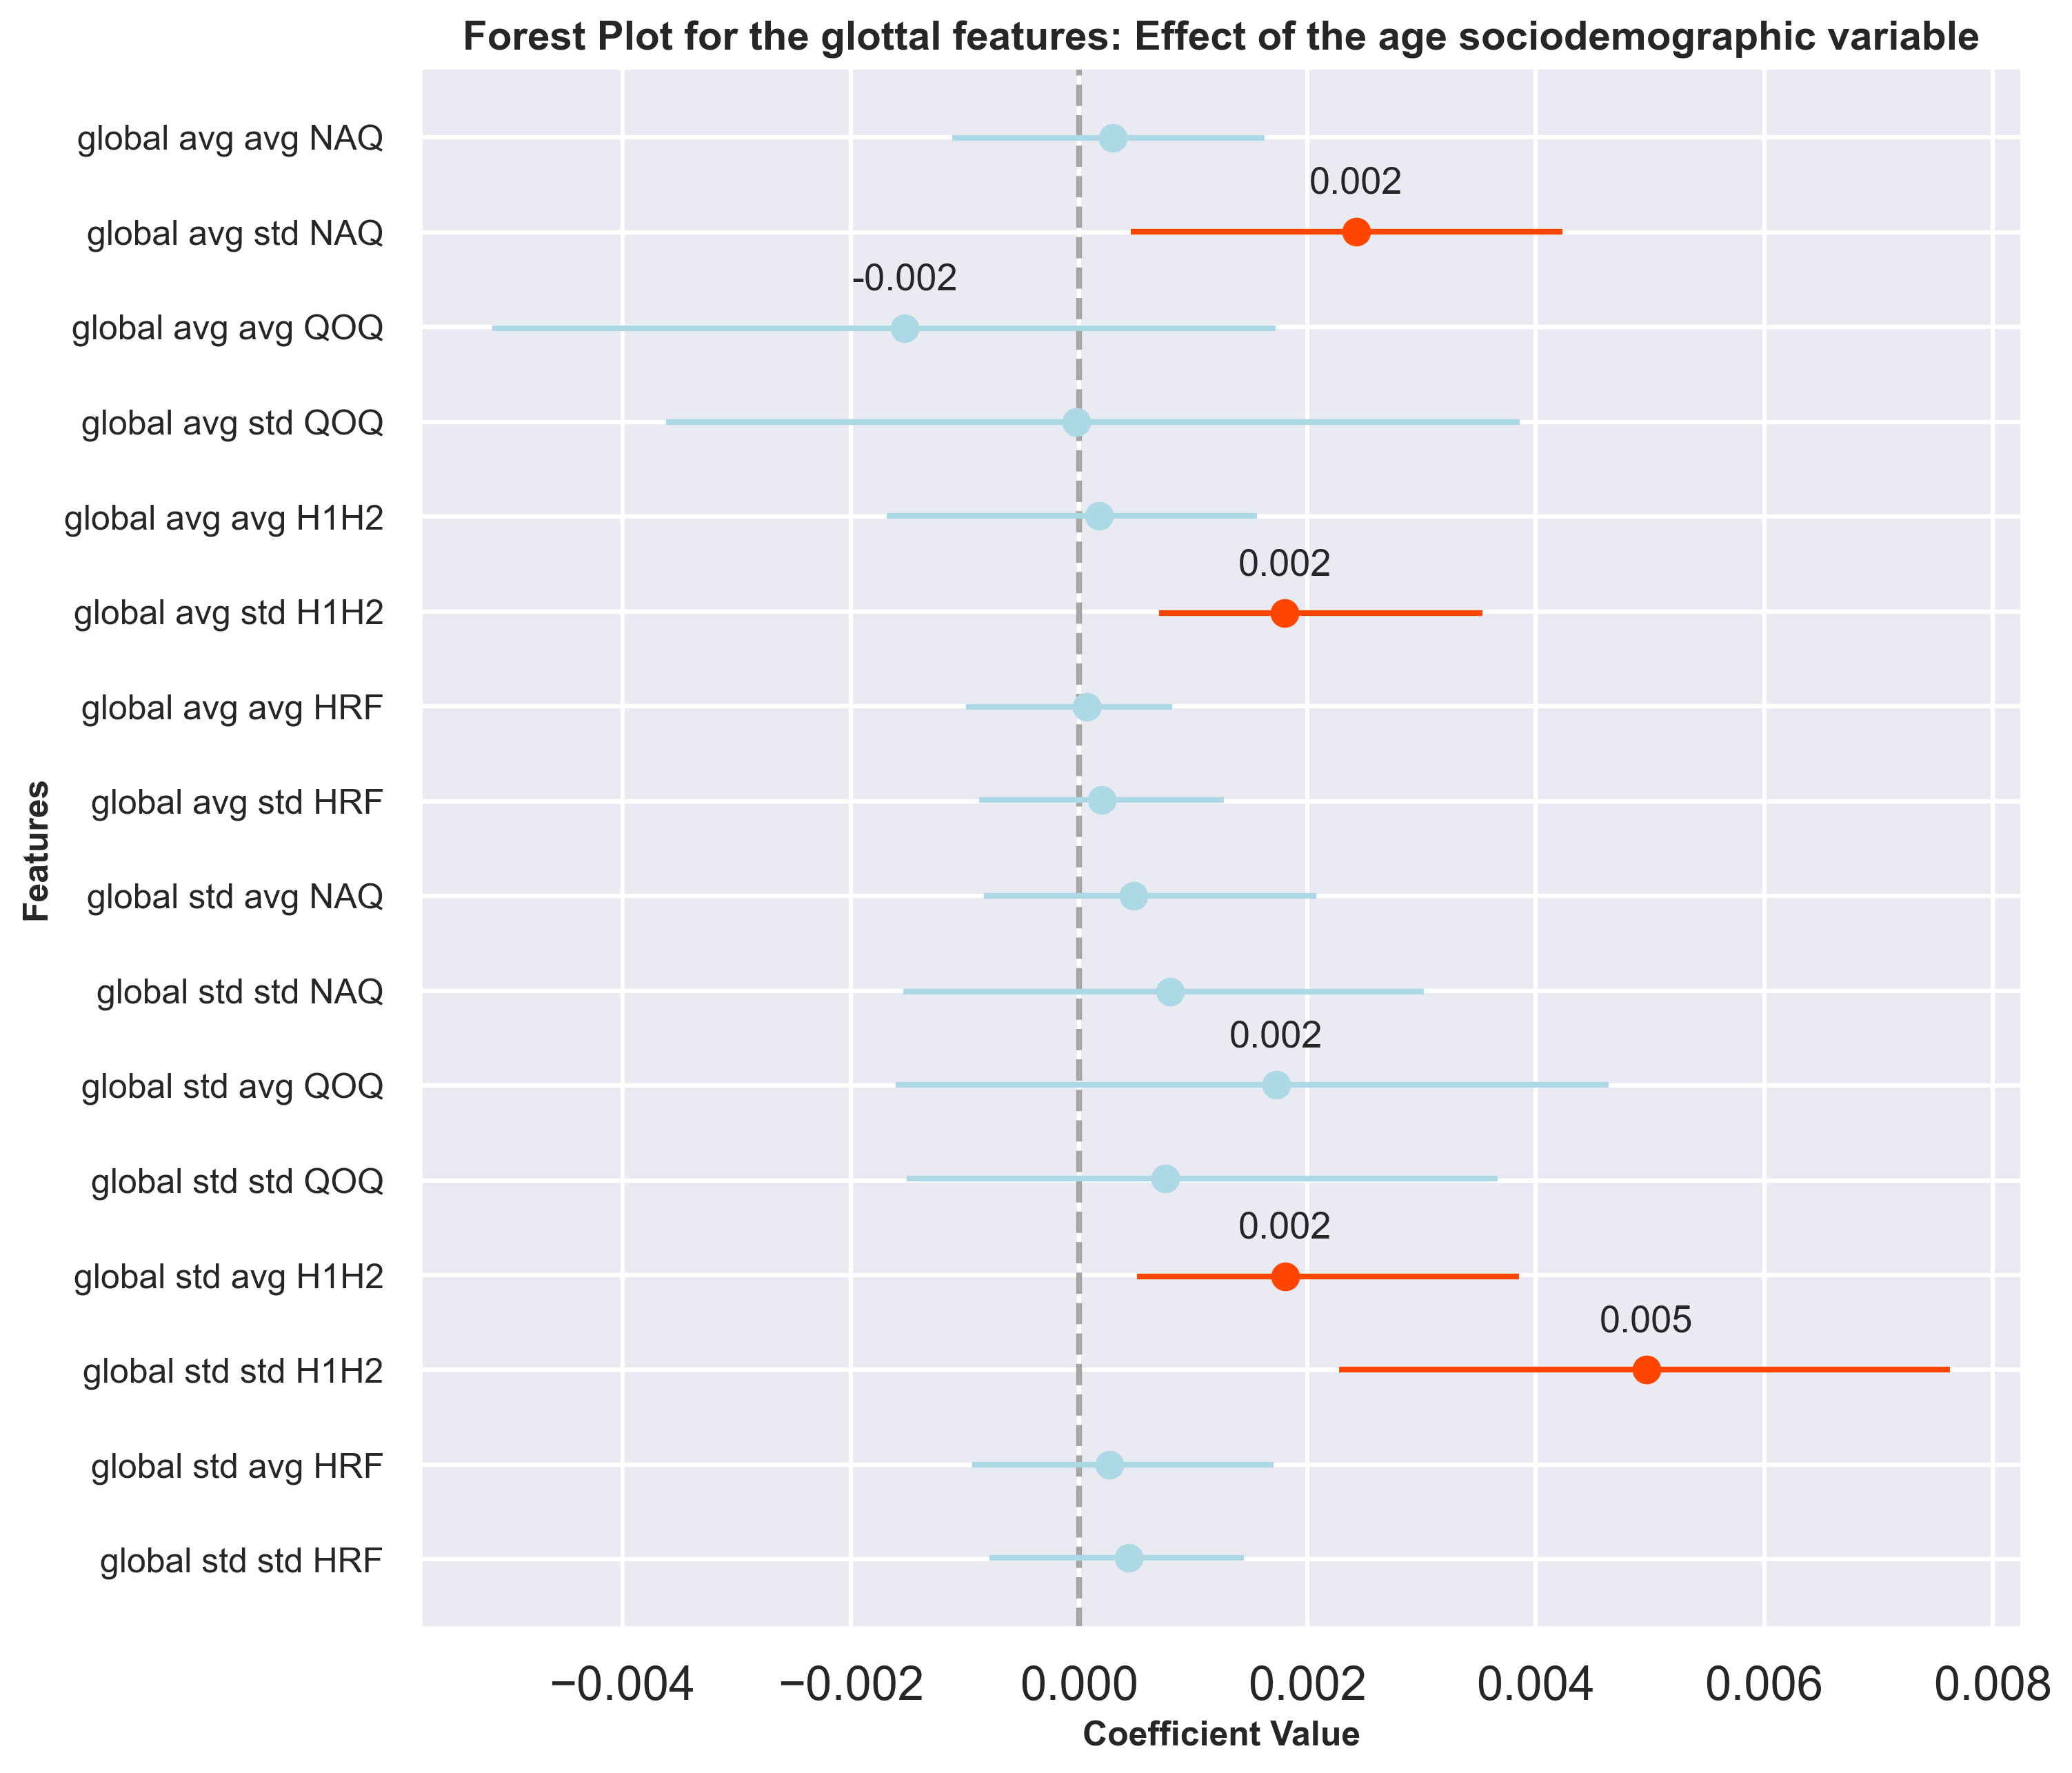 Forest Plot for the glottal features: Effect of the age sociodemographic variable
global avg avg NAQ
0.002
global avg std NAQ
-0.002
global avg avg QOQ
global avg std QOQ
global avg avg H1H2
0.002
global avg std H1H2
global avg avg HRF
global avg std HRF
Features
global std avg NAQ
global std std NAQ
0.002
global std avg QOQ
global std std QOQ
0.002
global std avg H1H2
0.005
global std std H1H2
global std avg HRF
global std std HRF
−0.004 −0.002 0.000 0.002 0.004 0.006 0.008
Coefficient Value